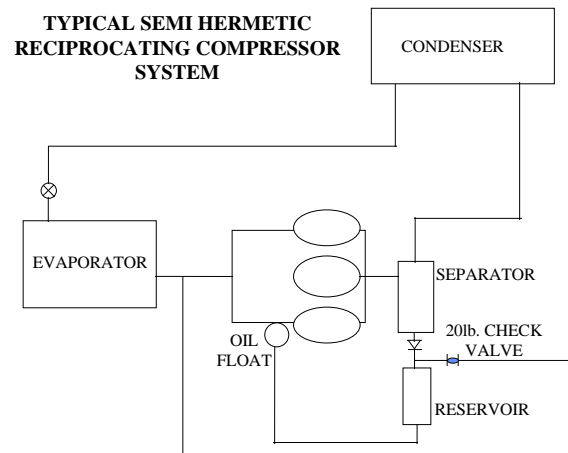 TYPICAL SEMI HERMETIC
RECIPROCATING COMPRESSOR
SYSTEM
CONDENSER
EVAPORATOR
SEPARATOR
OIL
FLOAT
20lb. CHECK
VALVE
RESERVOIR